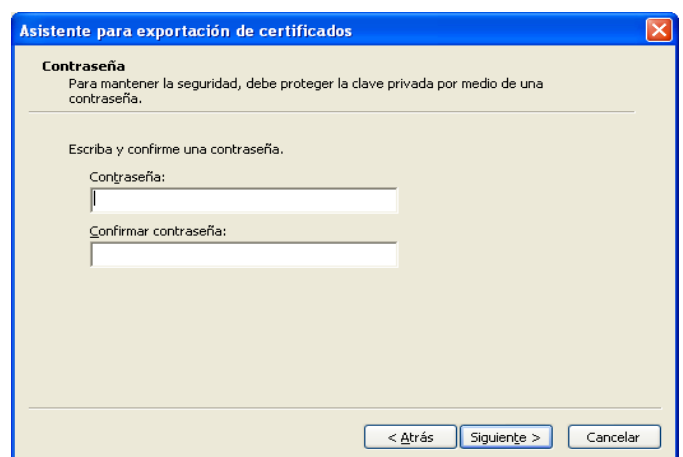 Asistente para exportación de certificados
Contraseña
Para mantener la seguridad, debe proteger la clave privada por medio de una
contraseña.
Escriba y confirme una contraseña.
Contraseña:
Confirmar contraseña:
< Atrás Siguiente > Cancelar